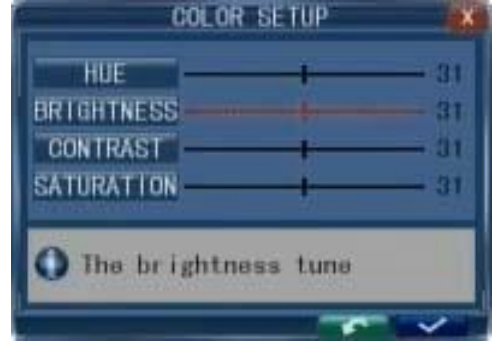 COLOR SETUP X
HUE 31
BRIGHTNESS 31
CONTRAST 31
SATURATION 31
The brightness tune